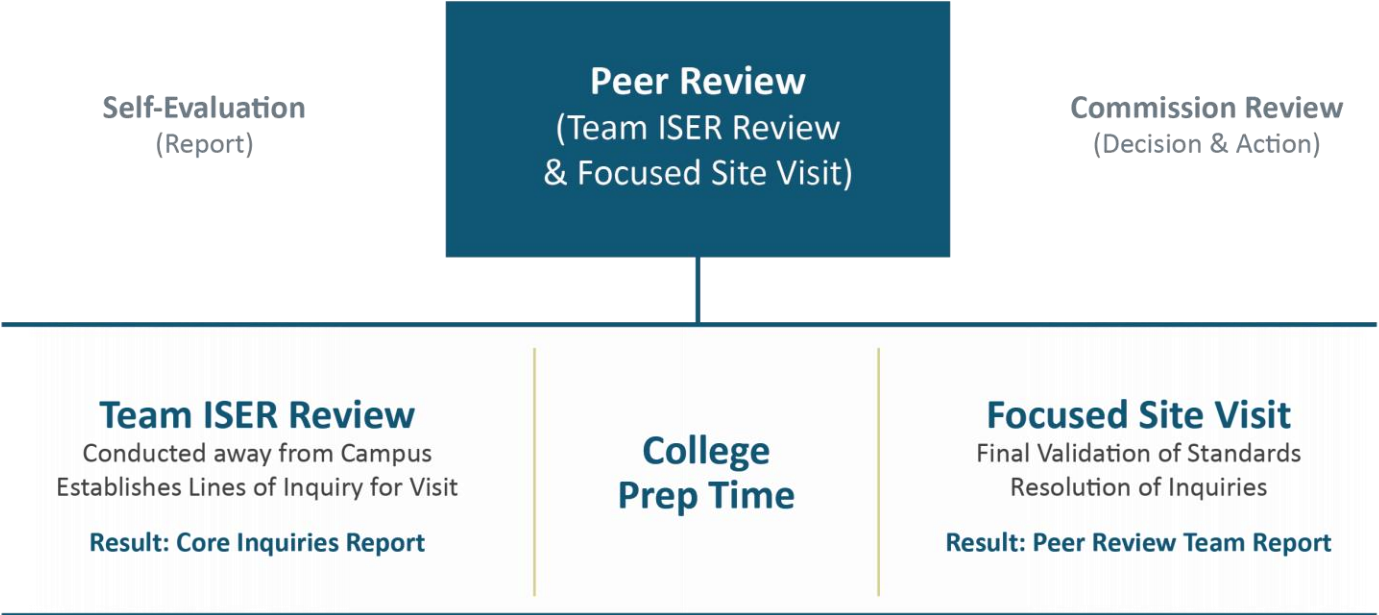 Self-Evaluation
(Report)
Peer Review
(Team ISER Review
& Focused Site Visit)
Commission Review
(Decision & Action)
Team ISER Review
Conducted away from Campus
Establishes Lines of Inquiry for Visit
Result: Core Inquiries Report
College
Prep Time
Focused Site Visit
Final Validation of Standards
Resolution of Inquiries
Result: Peer Review Team Report